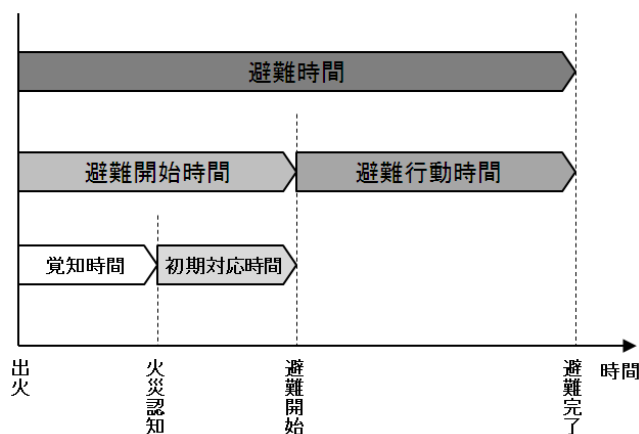 避難時間
避難開始時間
避難行動時間
覚知時間
初期対応時間
出火
火災認知
避難開始
避難完了
時間